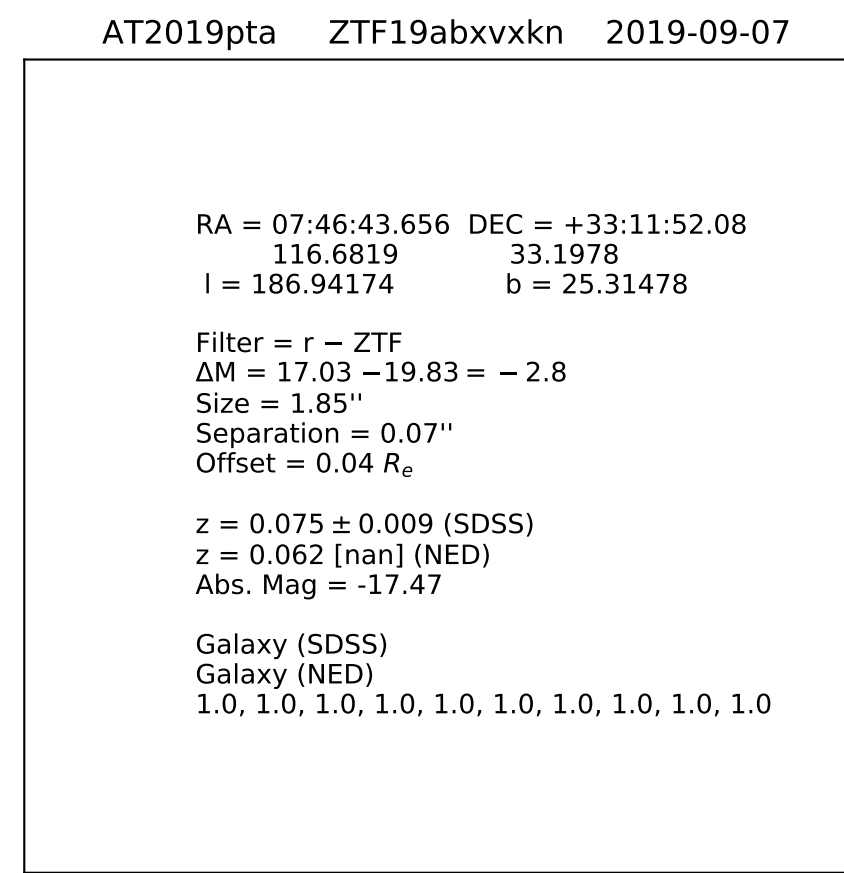 AT2019pta ZTF19abxvxkn 2019-09-07
RA = 07:46:43.656 DEC = +33:11:52.08
116.6819 33.1978
l = 186.94174 b = 25.31478
Filter = r − ZTF
ΔM = 17.03 −19.83 = − 2.8
Size = 1.85''
Separation = 0.07''
Offset = 0.04 Rₑ
z = 0.075 ± 0.009 (SDSS)
z = 0.062 [nan] (NED)
Abs. Mag = -17.47
Galaxy (SDSS)
Galaxy (NED)
1.0, 1.0, 1.0, 1.0, 1.0, 1.0, 1.0, 1.0, 1.0, 1.0